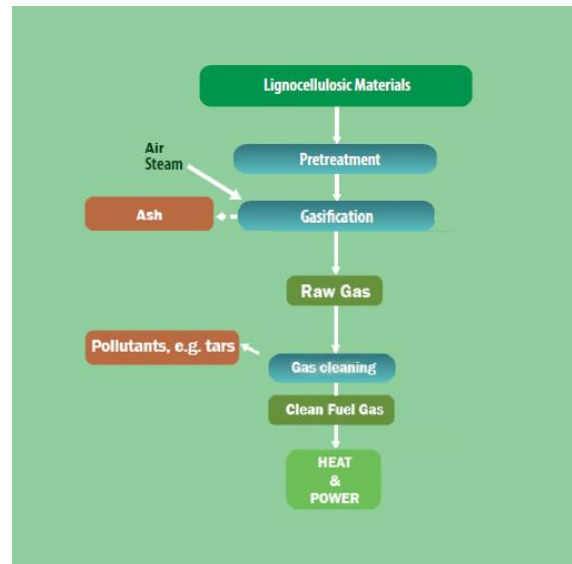 Lignocellulosic Materials
Air
Steam
Pretreatment
Ash
Gasification
Raw Gas
Pollutants, e.g. tars
Gas cleaning
Clean Fuel Gas
HEAT
&
POWER